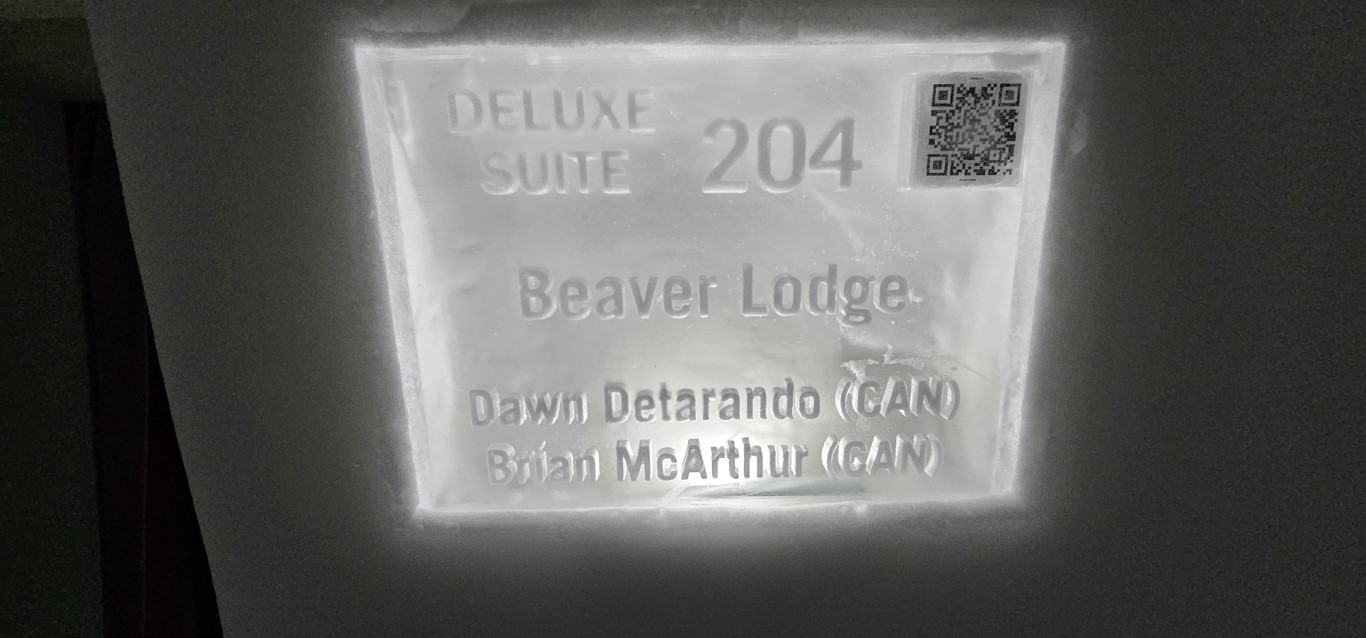 DELUXE
SUITE 204
Beaver Lodge
Dawn Detarando (CAN)
Brian McArthur (CAN)